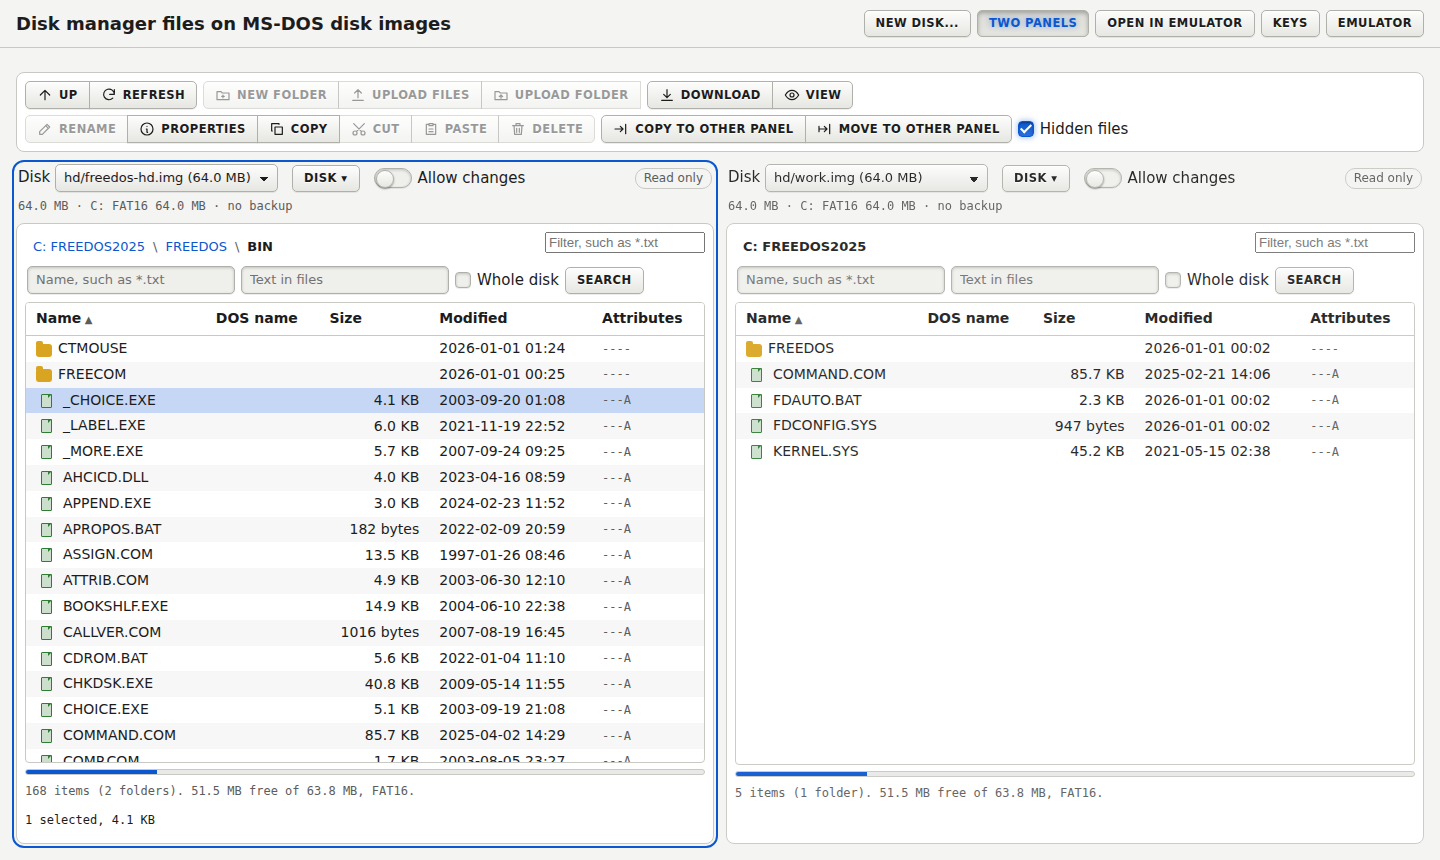 Disk manager files on MS-DOS disk images
NEW DISK... TWO PANELS OPEN IN EMULATOR KEYS EMULATOR
UP REFRESH NEW FOLDER UPLOAD FILES UPLOAD FOLDER DOWNLOAD VIEW
RENAME PROPERTIES COPY CUT PASTE DELETE COPY TO OTHER PANEL MOVE TO OTHER PANEL Hidden files
Disk hd/freedos-hd.img (64.0 MB) DISK ▾ Allow changes Read only
64.0 MB · C: FAT16 64.0 MB · no backup
C: FREEDOS2025 \ FREEDOS \ BIN Filter, such as *.txt
Name, such as *.txt Text in files Whole disk SEARCH
Name ▲ DOS name Size Modified Attributes
CTMOUSE 2026-01-01 01:24 ----
FREECOM 2026-01-01 00:25 ----
_CHOICE.EXE 4.1 KB 2003-09-20 01:08 ---A
_LABEL.EXE 6.0 KB 2021-11-19 22:52 ---A
_MORE.EXE 5.7 KB 2007-09-24 09:25 ---A
AHCICD.DLL 4.0 KB 2023-04-16 08:59 ---A
APPEND.EXE 3.0 KB 2024-02-23 11:52 ---A
APROPOS.BAT 182 bytes 2022-02-09 20:59 ---A
ASSIGN.COM 13.5 KB 1997-01-26 08:46 ---A
ATTRIB.COM 4.9 KB 2003-06-30 12:10 ---A
BOOKSHLF.EXE 14.9 KB 2004-06-10 22:38 ---A
CALLVER.COM 1016 bytes 2007-08-19 16:45 ---A
CDROM.BAT 5.6 KB 2022-01-04 11:10 ---A
CHKDSK.EXE 40.8 KB 2009-05-14 11:55 ---A
CHOICE.EXE 5.1 KB 2003-09-19 21:08 ---A
COMMAND.COM 85.7 KB 2025-04-02 14:29 ---A
COMP.COM 1.7 KB 2003-08-05 23:27 ---A
168 items (2 folders). 51.5 MB free of 63.8 MB, FAT16.
1 selected, 4.1 KB
Disk hd/work.img (64.0 MB) DISK ▾ Allow changes Read only
64.0 MB · C: FAT16 64.0 MB · no backup
C: FREEDOS2025 Filter, such as *.txt
Name, such as *.txt Text in files Whole disk SEARCH
Name ▲ DOS name Size Modified Attributes
FREEDOS 2026-01-01 00:02 ----
COMMAND.COM 85.7 KB 2025-02-21 14:06 ---A
FDAUTO.BAT 2.3 KB 2026-01-01 00:02 ---A
FDCONFIG.SYS 947 bytes 2026-01-01 00:02 ---A
KERNEL.SYS 45.2 KB 2021-05-15 02:38 ---A
5 items (1 folder). 51.5 MB free of 63.8 MB, FAT16.